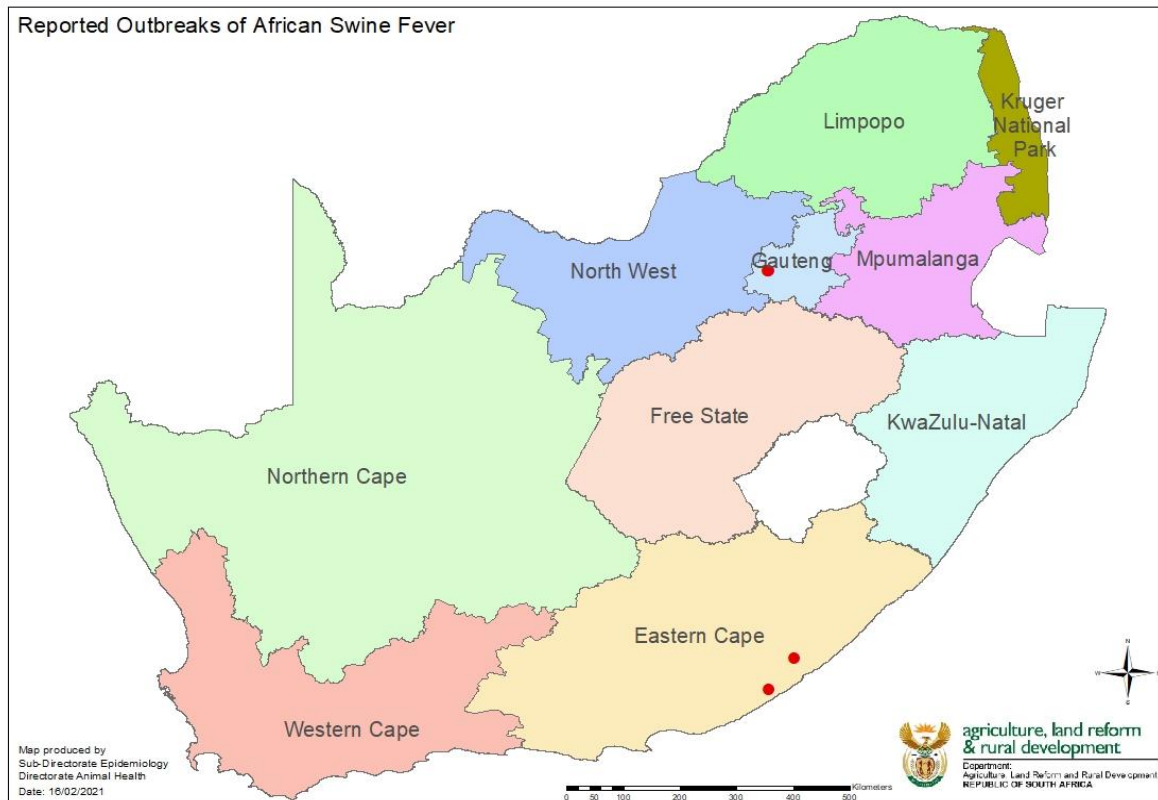 Reported Outbreaks of African Swine Fever
Limpopo
Kruger
National
Park
North West
Gauteng
Mpumalanga
Free State
KwaZulu-Natal
Northern Cape
Eastern Cape
Western Cape
N
W
S
Map produced by
Sub-Directorate Epidemiology
Directorate Animal Health
Date: 16/02/2021
0 50 100 200 300 400 500
Kilometers
agriculture, land reform
& rural development
Department:
Agriculture, Land Reform and Rural Development
REPUBLIC OF SOUTH AFRICA